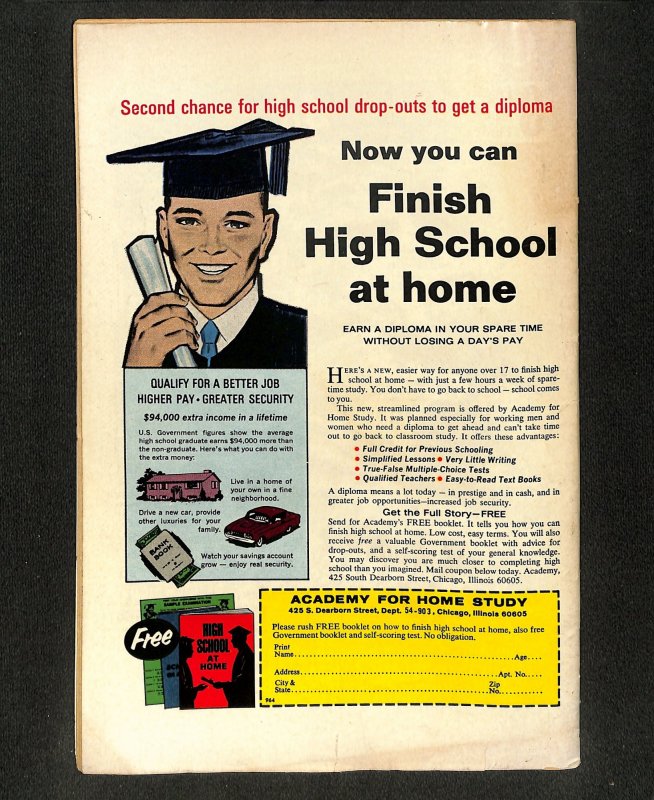 Second chance for high school drop-outs to get a diploma
Now you can
Finish
High School
at home
EARN A DIPLOMA IN YOUR SPARE TIME
WITHOUT LOSING A DAY'S PAY
HERE'S A NEW, easier way for anyone over 17 to finish high
school at home — with just a few hours a week of spare-
time study. You don't have to go back to school — school comes
to you.
This new, streamlined program is offered by Academy for
Home Study. It was planned especially for working men and
women who need a diploma to get ahead and can't take time
out to go back to classroom study. It offers these advantages:
• Full Credit for Previous Schooling
• Simplified Lessons • Very Little Writing
• True-False Multiple-Choice Tests
• Qualified Teachers • Easy-to-Read Text Books
A diploma means a lot today — in prestige and in cash, and in
greater job opportunities—increased job security.
Get the Full Story—FREE
Send for Academy's FREE booklet. It tells you how you can
finish high school at home. Low cost, easy terms. You will also
receive free a valuable Government booklet with advice for
drop-outs, and a self-scoring test of your general knowledge.
You may discover you are much closer to completing high
school than you imagined. Mail coupon below today. Academy,
425 South Dearborn Street, Chicago, Illinois 60605.
QUALIFY FOR A BETTER JOB
HIGHER PAY • GREATER SECURITY
$94,000 extra income in a lifetime
U.S. Government figures show the average
high school graduate earns $94,000 more than
the non-graduate. Here's what you can do with
the extra money:
Live in a home of
your own in a fine
neighborhood.
Drive a new car, provide
other luxuries for your
family.
BANK
BOOK
Watch your savings account
grow — enjoy real security.
Free
SAMPLE EXAMINATION
HIGH
SCHOOL
AT
HOME
ACADEMY FOR HOME STUDY
425 S. Dearborn Street, Dept. 54-903, Chicago, Illinois 60605
Please rush FREE booklet on how to finish high school at home, also free
Government booklet and self-scoring test. No obligation.
Print
Name Age
Address Apt. No.
City & Zip
State No.
964